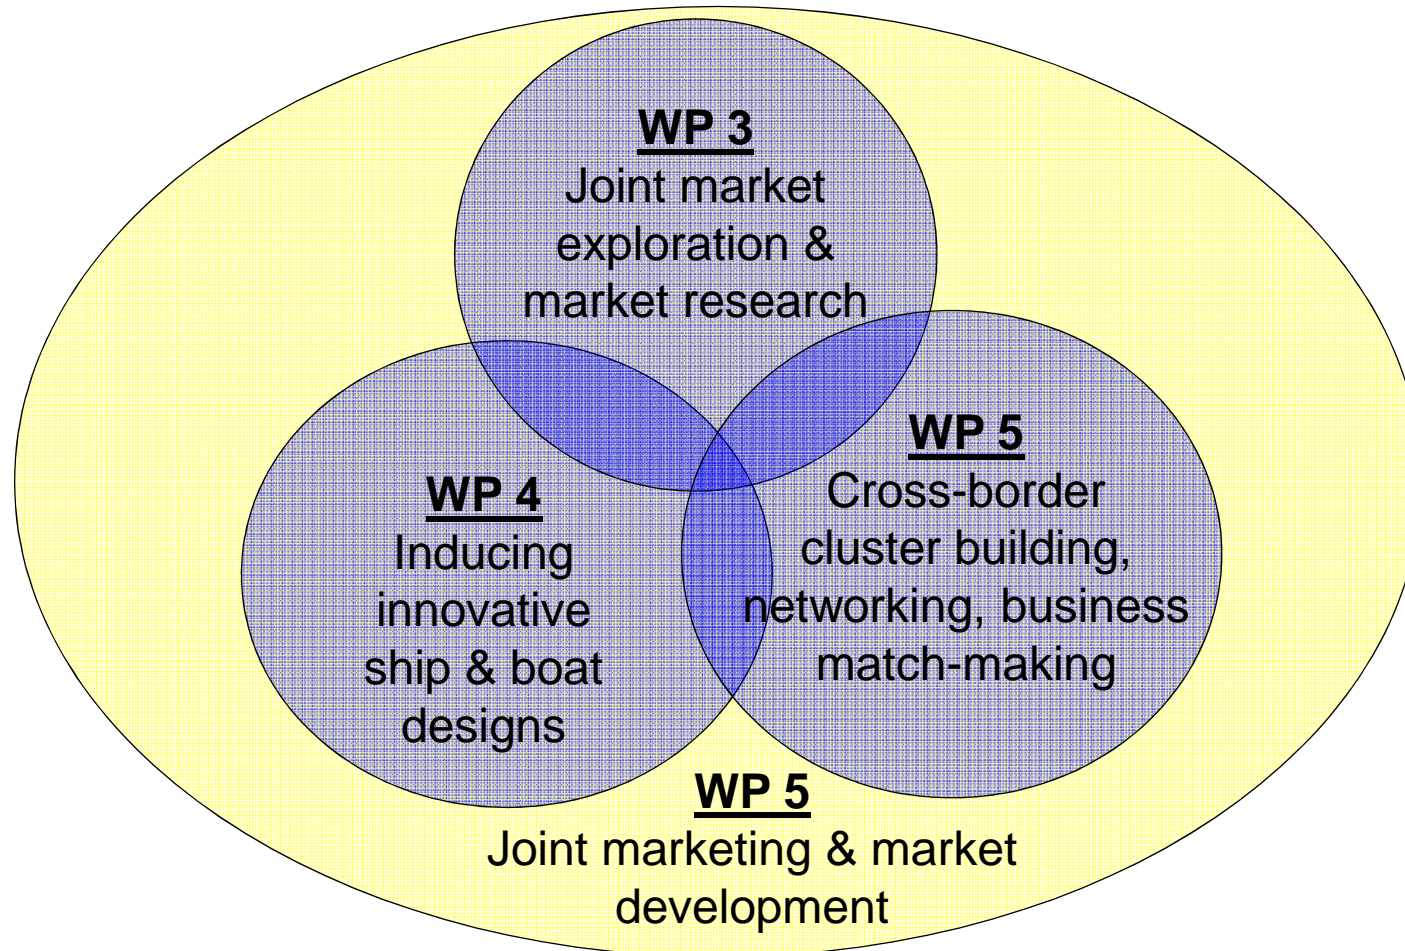 WP 3
Joint market
exploration &
market research
WP 4
Inducing
innovative
ship & boat
designs
WP 5
Cross-border
cluster building,
networking, business
match-making
WP 5
Joint marketing & market
development